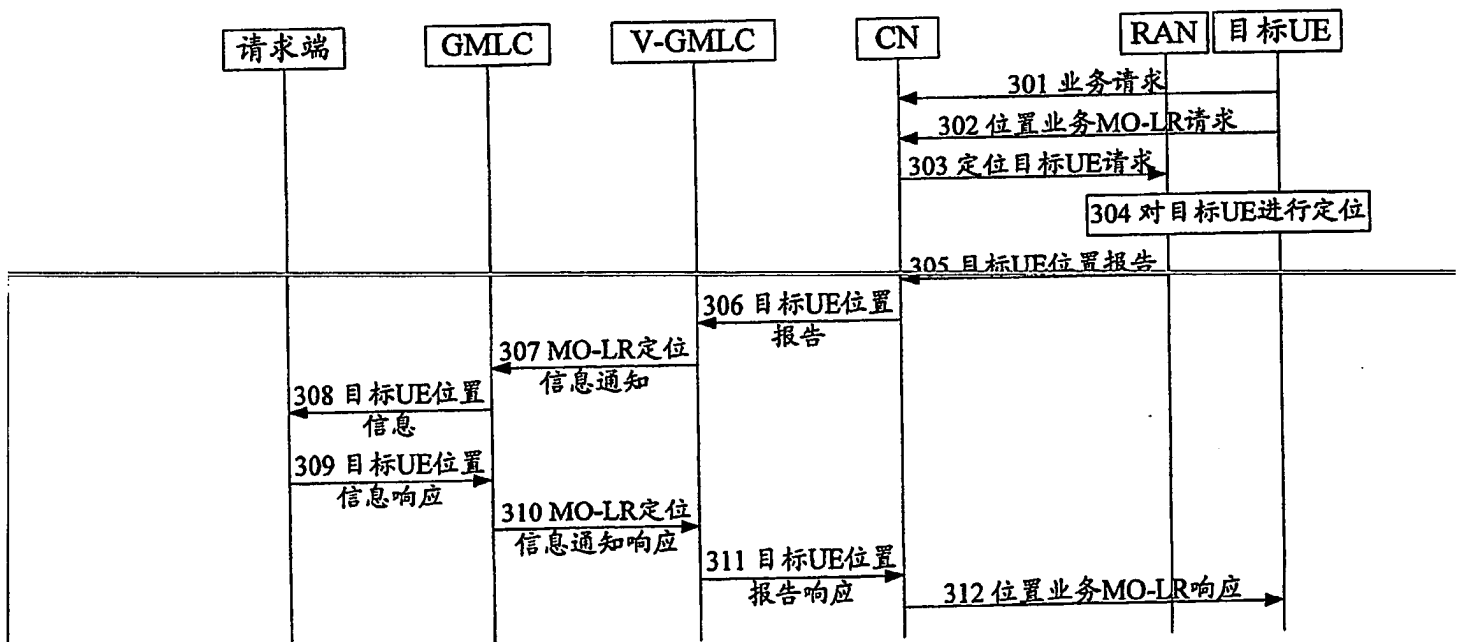 请求端
GMLC
V-GMLC
CN
RAN
目标UE
301 业务请求
302 位置业务MO-LR请求
303 定位目标UE请求
304 对目标UE进行定位
305 目标UE位置报告
306 目标UE位置
报告
307 MO-LR定位
信息通知
308 目标UE位置
信息
309 目标UE位置
信息响应
310 MO-LR定位
信息通知响应
311 目标UE位置
报告响应
312 位置业务MO-LR响应